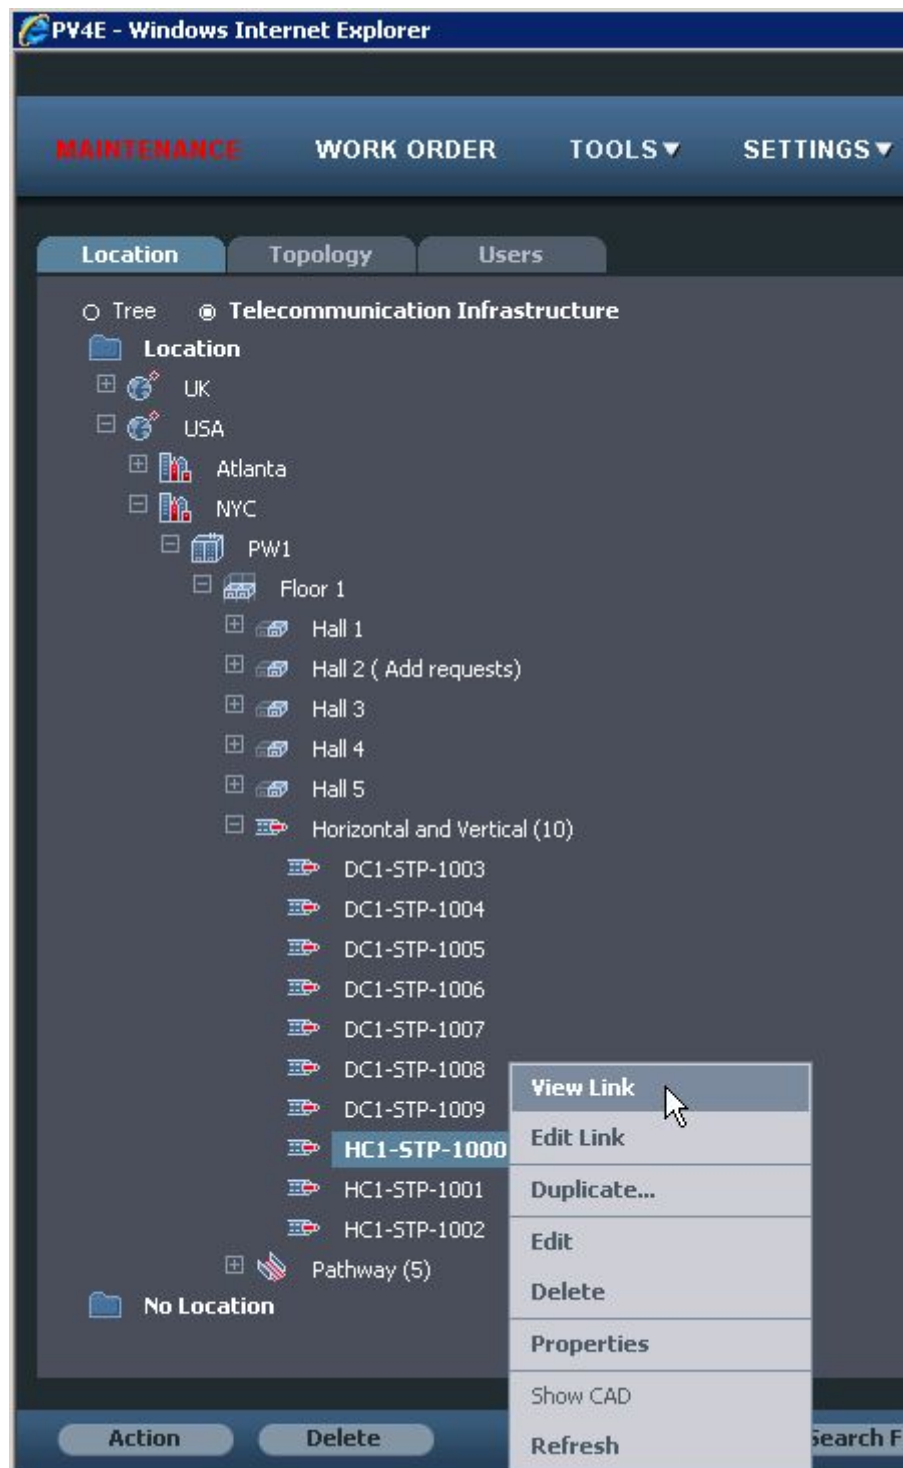 PV4E - Windows Internet Explorer
MAINTENANCE WORK ORDER TOOLS SETTINGS
Location Topology Users
Tree Telecommunication Infrastructure
Location
UK
USA
Atlanta
NYC
PW1
Floor 1
Hall 1
Hall 2 ( Add requests)
Hall 3
Hall 4
Hall 5
Horizontal and Vertical (10)
DC1-STP-1003
DC1-STP-1004
DC1-STP-1005
DC1-STP-1006
DC1-STP-1007
DC1-STP-1008
DC1-STP-1009
HC1-STP-1000
HC1-STP-1001
HC1-STP-1002
Pathway (5)
No Location
View Link
Edit Link
Duplicate...
Edit
Delete
Properties
Show CAD
Refresh
Action Delete Search F